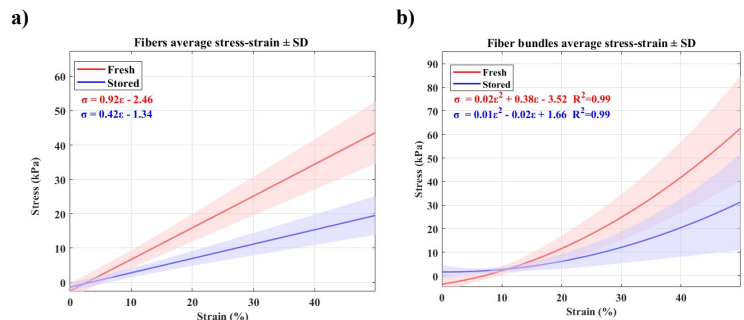 a)
Fibers average stress-strain ± SD
60
50
40
30
20
10
0
Stress (kPa)
Fresh
Stored
σ = 0.92ε - 2.46
σ = 0.42ε - 1.34
0 10 20 30 40
Strain (%)
b)
Fiber bundles average stress-strain ± SD
90
80
70
60
50
40
30
20
10
0
Stress (kPa)
Fresh
Stored
σ = 0.02ε² + 0.38ε - 3.52 R²=0.99
σ = 0.01ε² - 0.02ε + 1.66 R²=0.99
0 10 20 30 40
Strain (%)